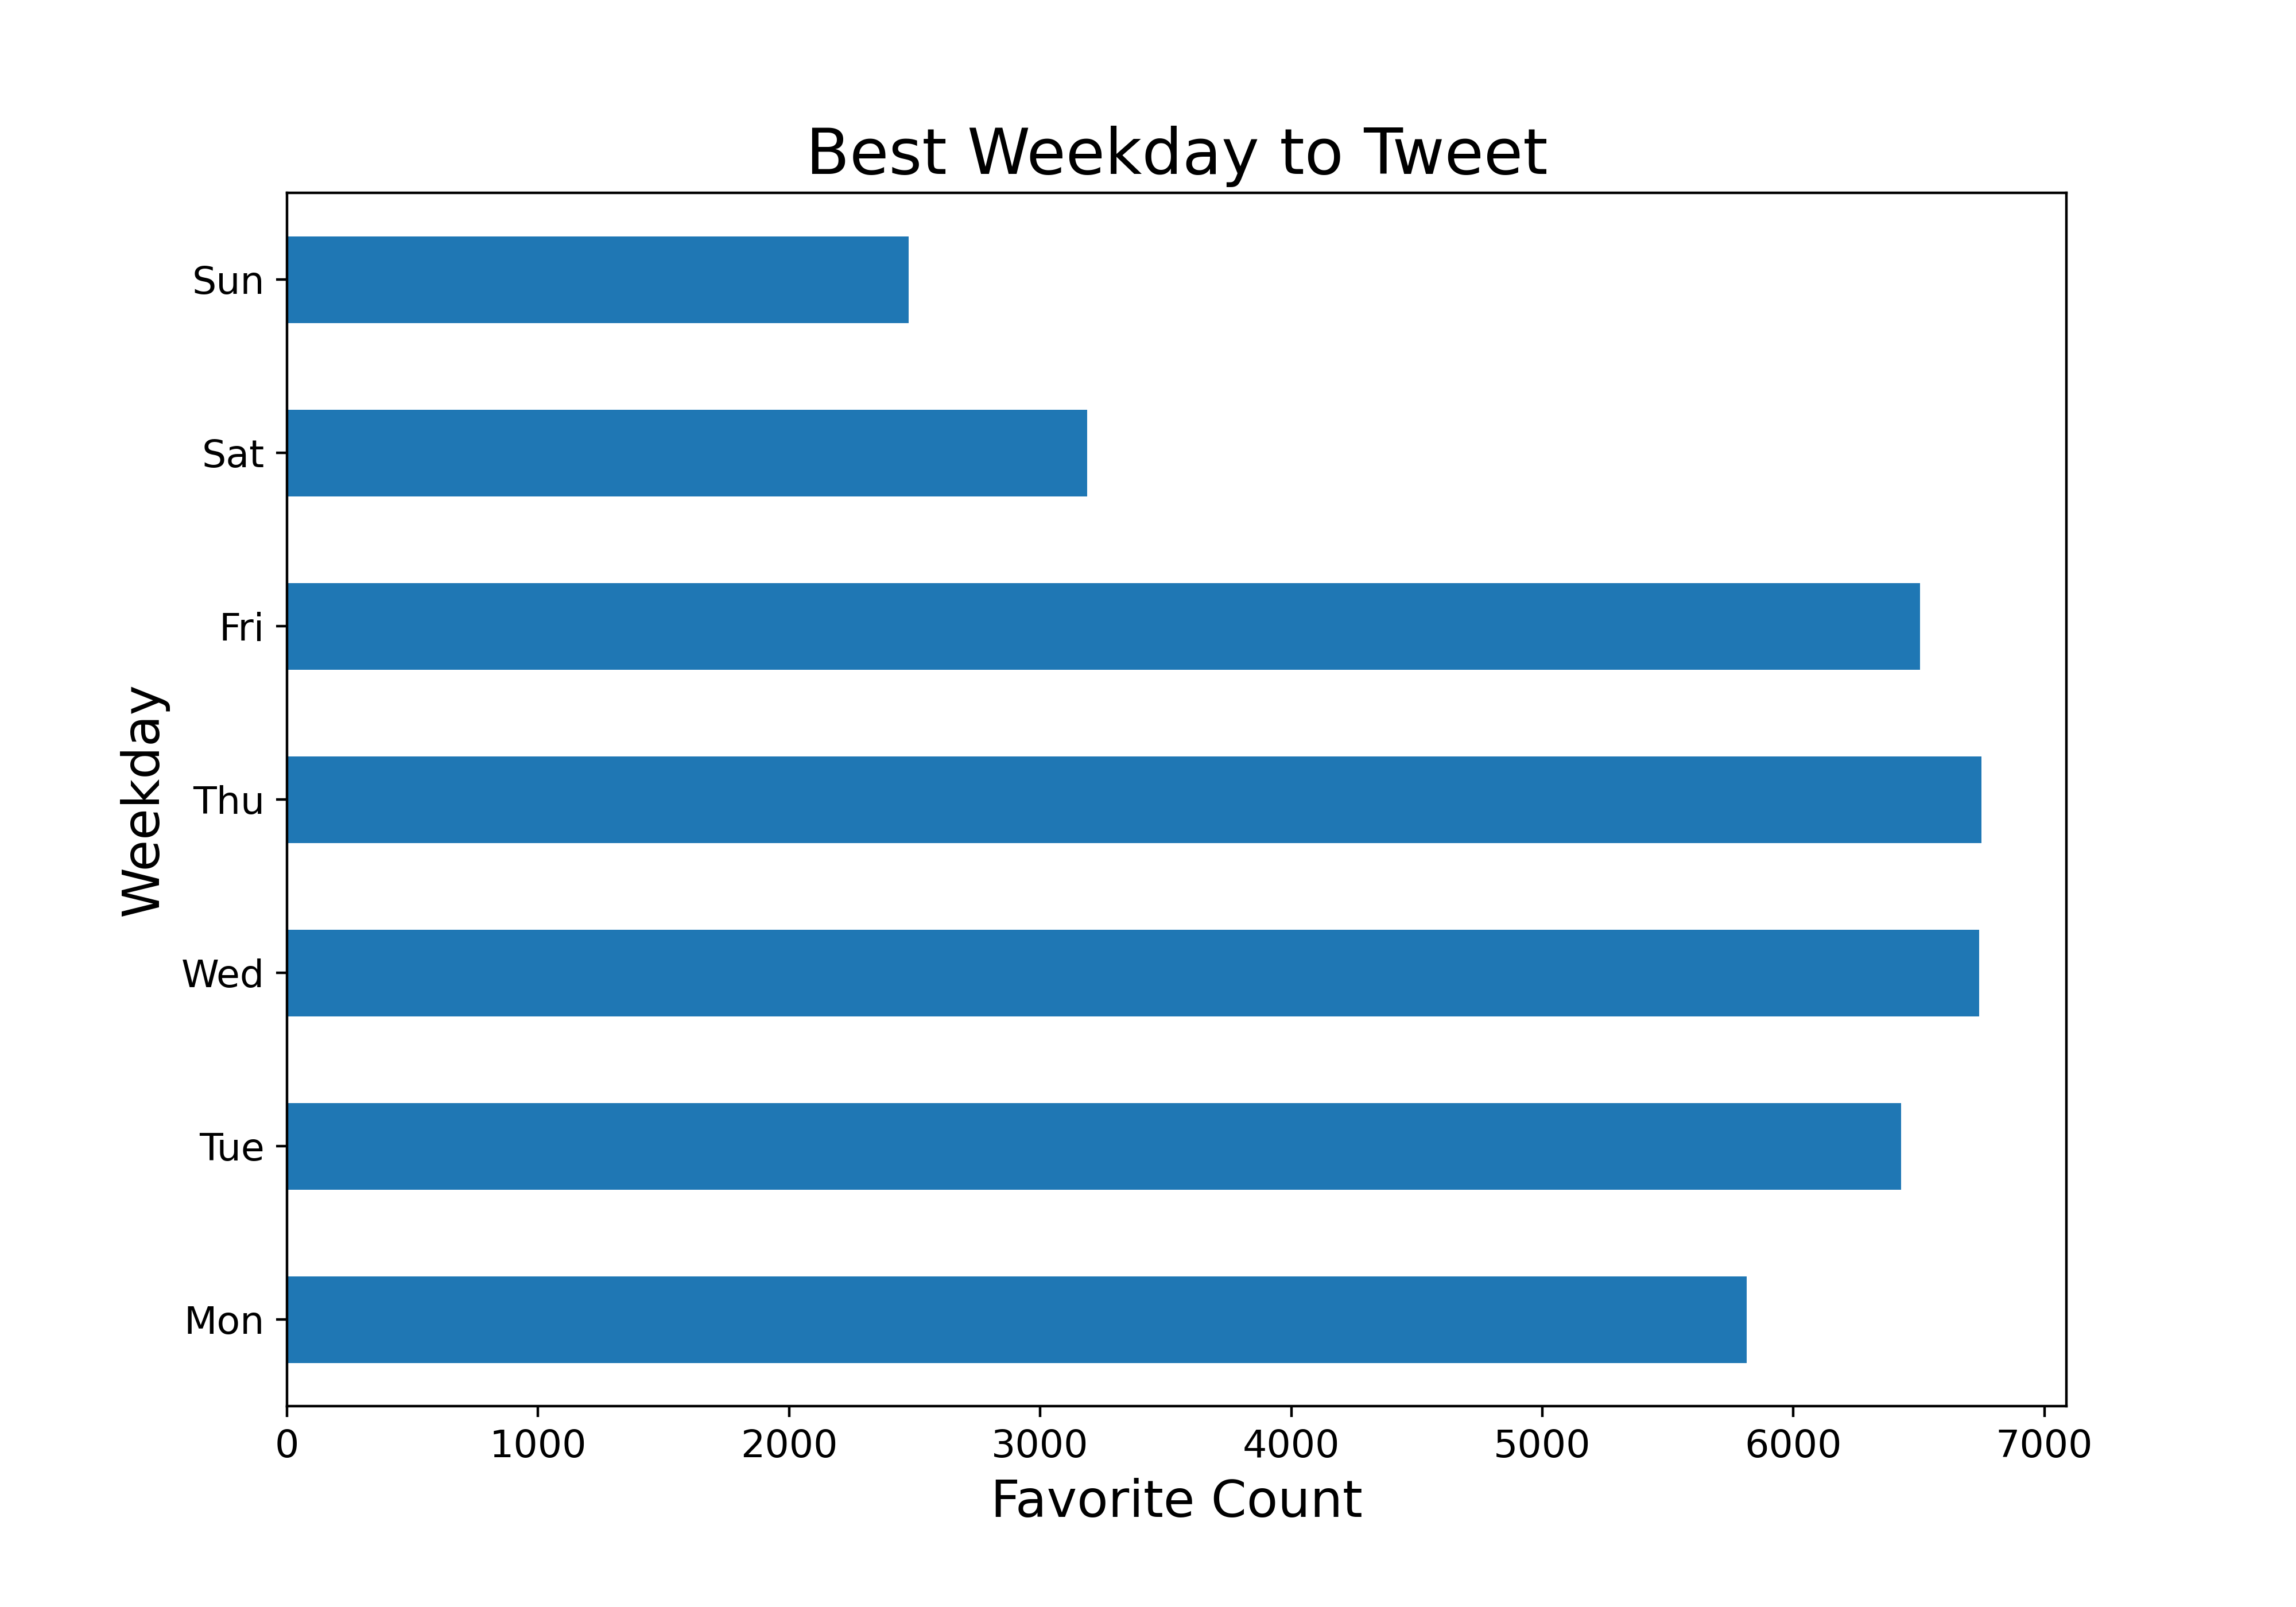 Best Weekday to Tweet
Sun
Sat
Fri
Thu
Wed
Tue
Mon
Weekday
0 1000 2000 3000 4000 5000 6000 7000
Favorite Count